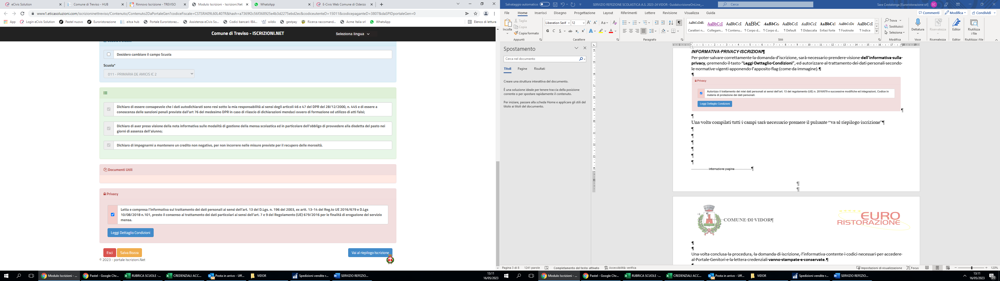 eCivis Solution
Comune di Treviso - HUB
Rinnovo Iscrizione - TREVISO
Modulo Iscrizioni - Iscrizioni.Net
WhatsApp
E-Civis Web Comune di Oderzo
www1.eticasoluzioni.com/iscrizioninettreviso/Contenuto/Contenuto2DaPortaleGen?codiceFiscale=CSTSRA09L60L407R&hash=a7369f2c56f368925e4b3d2275ebd2ec&codiceutenteD=15011&codicepaganteD=3807&daSPIDportaleGen=0
App
Login eCivis Solution
Pastel nuovo
Euroristorazione
eitca hub
Portale Euroristoraz...
Assistenza eCivis So...
Codici bancari: IBA...
wildix
gestpay
Ricerca raccomand...
Acme Italia srl
WhatsApp
Elenco di lettura
Comune di Treviso - ISCRIZIONI.NET
Seleziona lingua
Desidero cambiare il campo Scuola
Scuola*
011 - PRIMARIA DE AMICIS IC 2
Dichiaro di essere consapevole che i dati autodichiarati sono resi sotto la mia responsabilità ai sensi degli articoli 46 e 47 del DPR del 28/12/2000, n. 445 e di essere a
conoscenza delle sanzioni penali previste dall'art 76 del medesimo DPR in caso di rilascio di dichiarazioni mendaci ovvero di formazione od utilizzo di atti falsi;
Dichiaro di aver preso visione della nota informativa sulle modalità di gestione della mensa scolastica ed in particolare dell'obbligo di provvedere alla disdetta del pasto nei
giorni di assenza dell'alunno;
Dichiaro di impegnarmi a mantenere un credito non negativo, per non incorrere nelle misure previste per il recupero delle morosità.
Documenti Utili
Privacy
Letta e compresa l'informativa sul trattamento dei dati personali ai sensi dell'art. 13 del D.Lgs. n. 196 del 2003, ex artt. 13-14 del Reg.to UE 2016/679 e D.Lgs
10/08/2018 n.101, presto il consenso al trattamento dei dati particolari ai sensi dell'art. 7 e 9 del Regolamento (UE) 679/2016 per le finalità di erogazione del servizio
mensa.
Leggi Dettaglio Condizioni
Esci
Salva Bozza
Vai al riepilogo Iscrizione
© 2023 - portale Iscrizioni.Net
Modulo Iscrizioni - ...
Pastel - Google Chr...
RUBRICA SCUOLE -...
CREDENZIALI ACC...
Posta in arrivo - Uff...
VIDOR
Spedizioni vendite r...
SERVIZIO REFEZIO...
13:11
16/05/2023
Salvataggio automatico
SERVIZIO REFEZIONE SCOLASTICA A.S. 2023-24 VIDOR- GuidaIscrizioneOnLine_...
Cerca
Sara Costalonga [Euroristorazione srl]
SC
File
Home
Inserisci
Disegno
Progettazione
Layout
Riferimenti
Lettere
Revisione
Visualizza
Guida
Commenti
Modifica
Condividi
Incolla
Taglia
Copia
Copia formato
Liberation Serif
12
AaBbCcDdEe
AaBbCcI
AaBbCcI
AaBbC
AaBbCc
AaBbCcI
AaBbCcI
AaBbCcI
AaBbCcDc
AaBbCcI
Caratteri n...
Collegam...
¶ Contenu...
¶ Corpo d...
¶ Corpo d...
¶ Default
¶ Didascalia
Enfasi forte
¶ Footnote
¶ Indice
Trova
Sostituisci
Seleziona
Dettatura
Riservatezza
Editor
Riutilizza
i file
Appunti
Carattere
Paragrafo
Stili
Modifica
Voce
Riservatezza
Editor
Riutilizza i file
Spostamento
Cerca nel documento
Titoli
Pagine
Risultati
Creare una struttura interattiva del documento.
È una soluzione ideale per tenere traccia della posizione
corrente o per spostare rapidamente il contenuto.
Per iniziare, passare alla scheda Home e applicare gli stili del
titolo ai titoli del documento.
INFORMATIVA·PRIVACY·ISCRIZIONI¶
Per·poter·salvare·correttamente·la·domanda·d'iscrizione,·sarà·necessario·prendere·visione·dell'informativa·sulla·
privacy,·premendo·il·tasto·"Leggi·Dettaglio·Condizioni",·ed·autorizzare·al·trattamento·dei·dati·personali·secondo·
le·normative·vigenti·apponendo·l'apposito·flag·(come·da·immagine).¶
Privacy
Autorizzo il trattamento dei miei dati personali ai sensi dell'art. 13 del regolamento (UE) n. 2016/679 e successive modifiche ed integrazioni, Codice in
materia di protezione dei dati personali.
Leggi Dettaglio Condizioni
Una·volta·compilati·tutti·i·campi·sarà·necessario·premere·il·pulsante·"va·al·riepilogo·iscrizione"¶
interruzione pagina
COMUNE·DI·VIDOR¶
EURO
RISTORAZIONE
Una·volta·conclusa·la·procedura,·la·domanda·di·iscrizione,·l'informativa·contente·i·codici·necessari·per·accedere·
al·Portale·Genitori·e·la·lettera·credenziali·vanno·stampate·e·conservate.¶
Pagina 3 di 8
1241 parole
Completamento del testo: attivato
Accessibilità: verifica
Impostazioni di visualizzazione
Focus
120%
Modulo Iscrizioni - ...
Pastel - Google Chr...
RUBRICA SCUOLE -...
CREDENZIALI ACC...
Posta in arrivo - Uff...
VIDOR
Spedizioni vendite r...
SERVIZIO REFEZIO...
13:11
16/05/2023
20